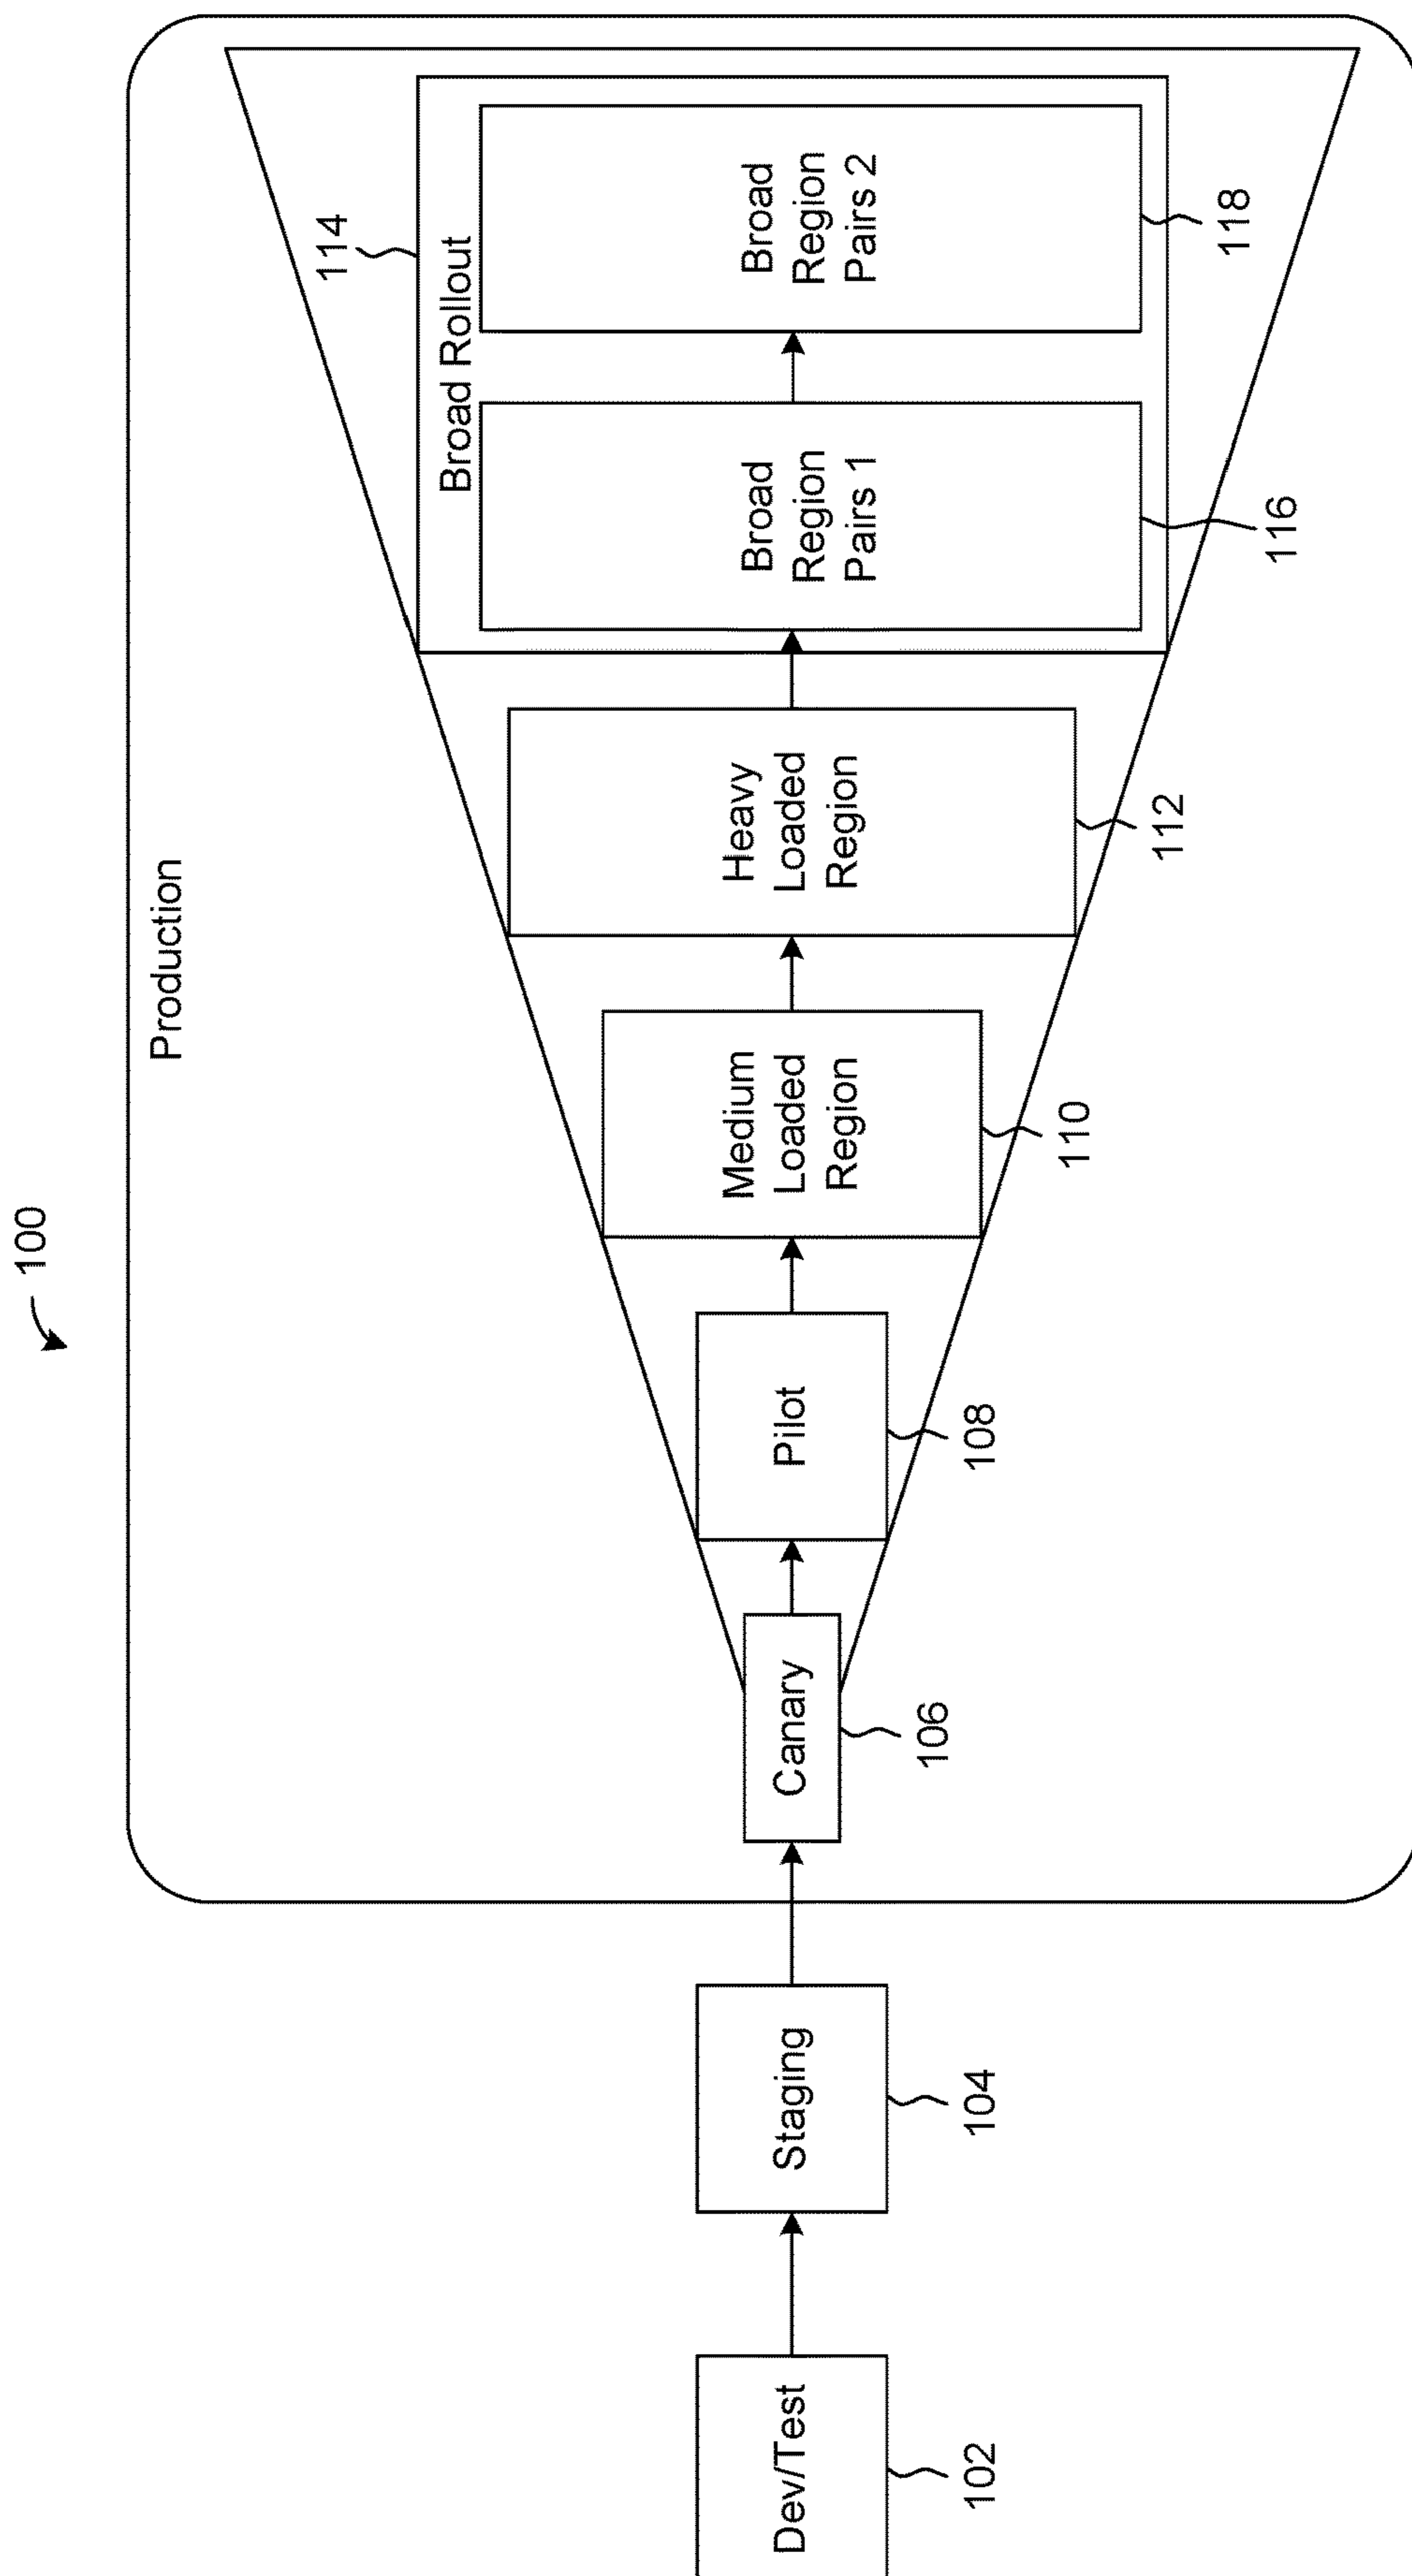 100
Production
Dev/Test
102
Staging
104
Canary
106
Pilot
108
Medium
Loaded
Region
110
Heavy
Loaded
Region
112
114
Broad Rollout
Broad
Region
Pairs 1
116
Broad
Region
Pairs 2
118